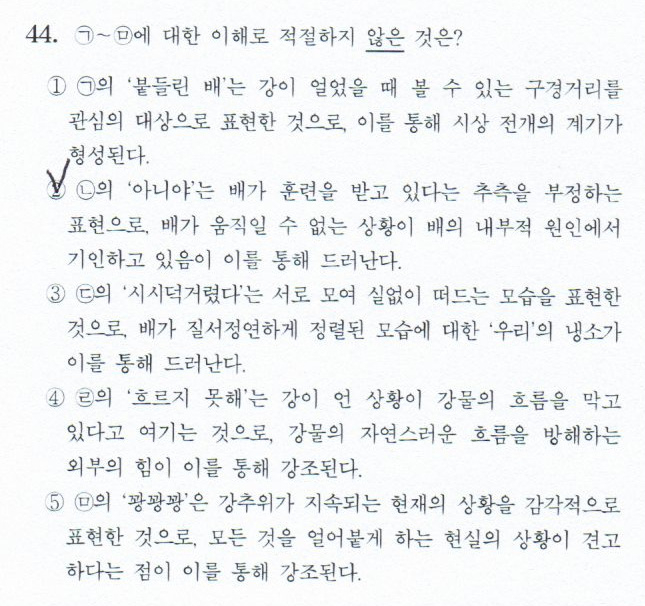 44. ㉠~㉤에 대한 이해로 적절하지 않은 것은?
① ㉠의 '붙들린 배'는 강이 얼었을 때 볼 수 있는 구경거리를
관심의 대상으로 표현한 것으로, 이를 통해 시상 전개의 계기가
형성된다.
② ㉡의 '아니야'는 배가 훈련을 받고 있다는 추측을 부정하는
표현으로, 배가 움직일 수 없는 상황이 배의 내부적 원인에서
기인하고 있음이 이를 통해 드러난다.
③ ㉢의 '시시덕거렸다'는 서로 모여 실없이 떠드는 모습을 표현한
것으로, 배가 질서정연하게 정렬된 모습에 대한 '우리'의 냉소가
이를 통해 드러난다.
④ ㉣의 '흐르지 못해'는 강이 언 상황이 강물의 흐름을 막고
있다고 여기는 것으로, 강물의 자연스러운 흐름을 방해하는
외부의 힘이 이를 통해 강조된다.
⑤ ㉤의 '꽝꽝꽝'은 강추위가 지속되는 현재의 상황을 감각적으로
표현한 것으로, 모든 것을 얼어붙게 하는 현실의 상황이 견고
하다는 점이 이를 통해 강조된다.